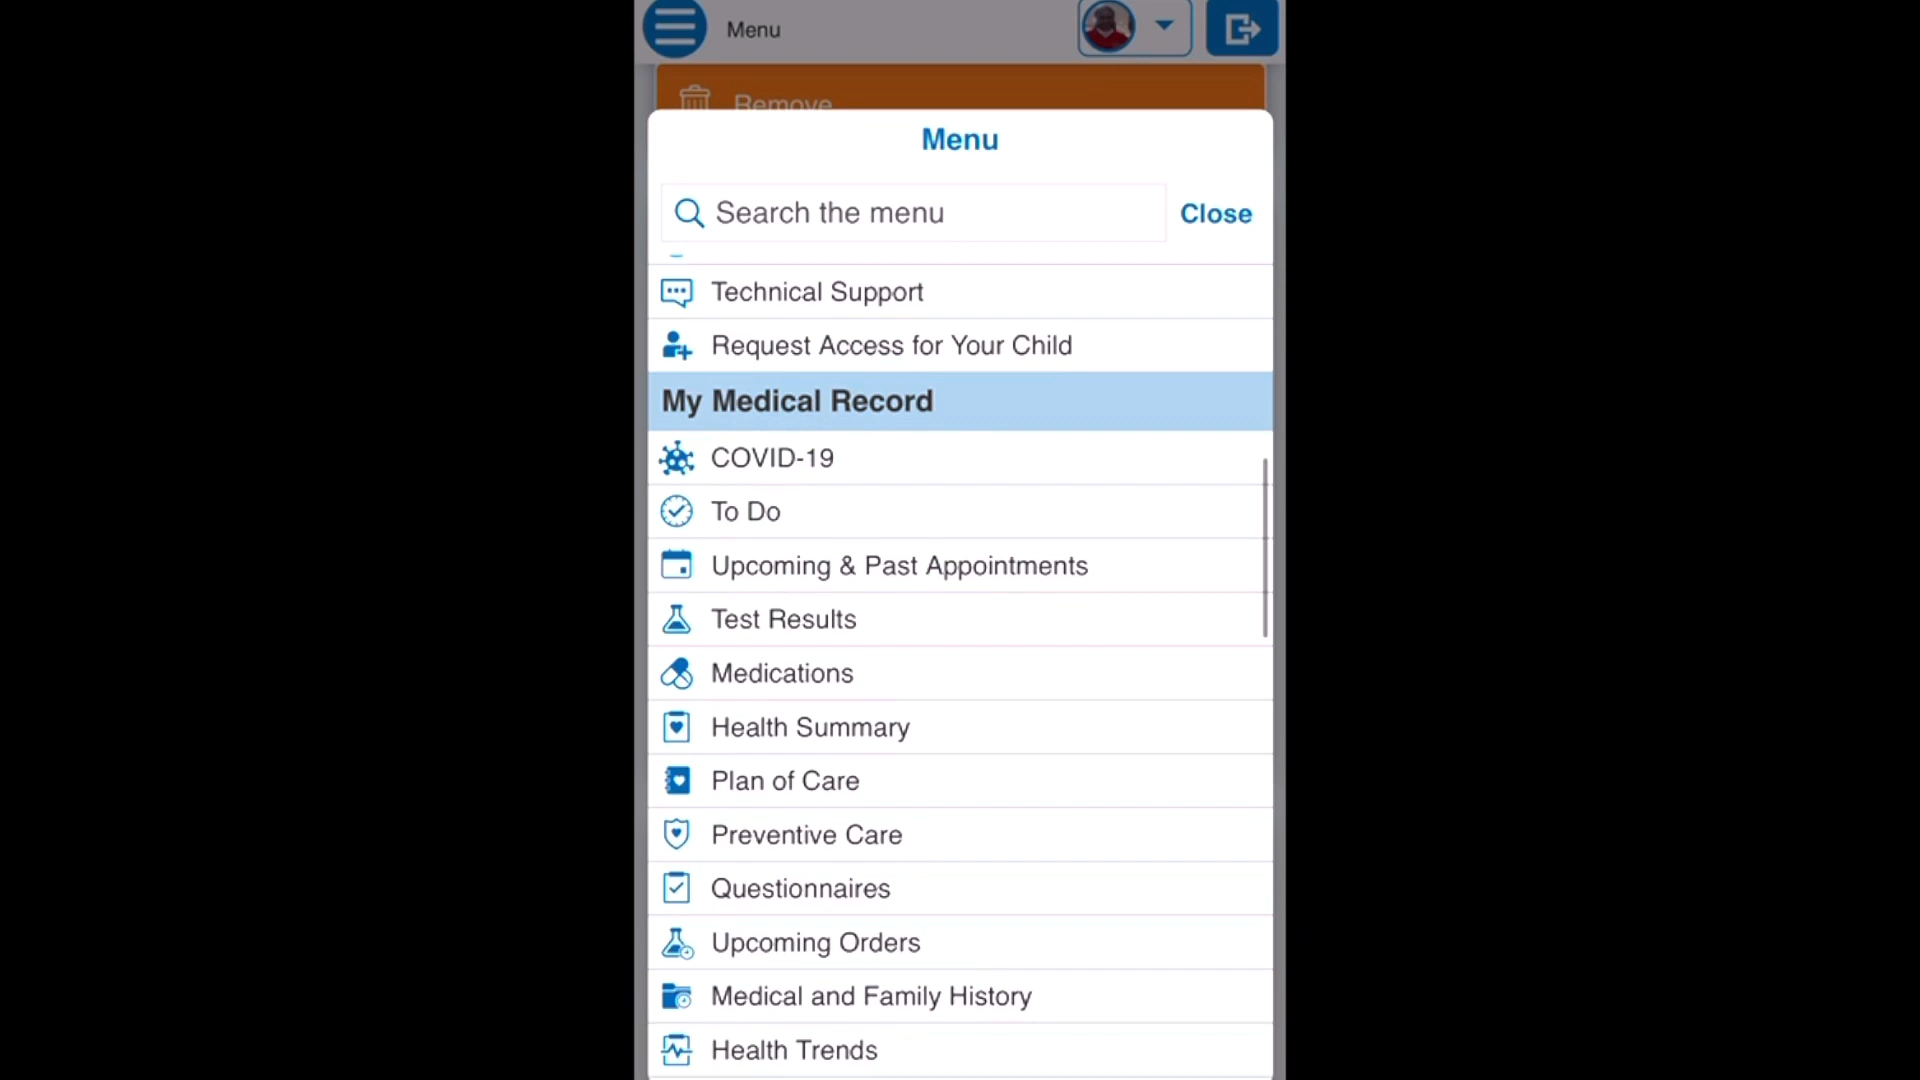 Menu
Remove
Menu
Search the menu
Close
Technical Support
Request Access for Your Child
My Medical Record
COVID-19
To Do
Upcoming & Past Appointments
Test Results
Medications
Health Summary
Plan of Care
Preventive Care
Questionnaires
Upcoming Orders
Medical and Family History
Health Trends